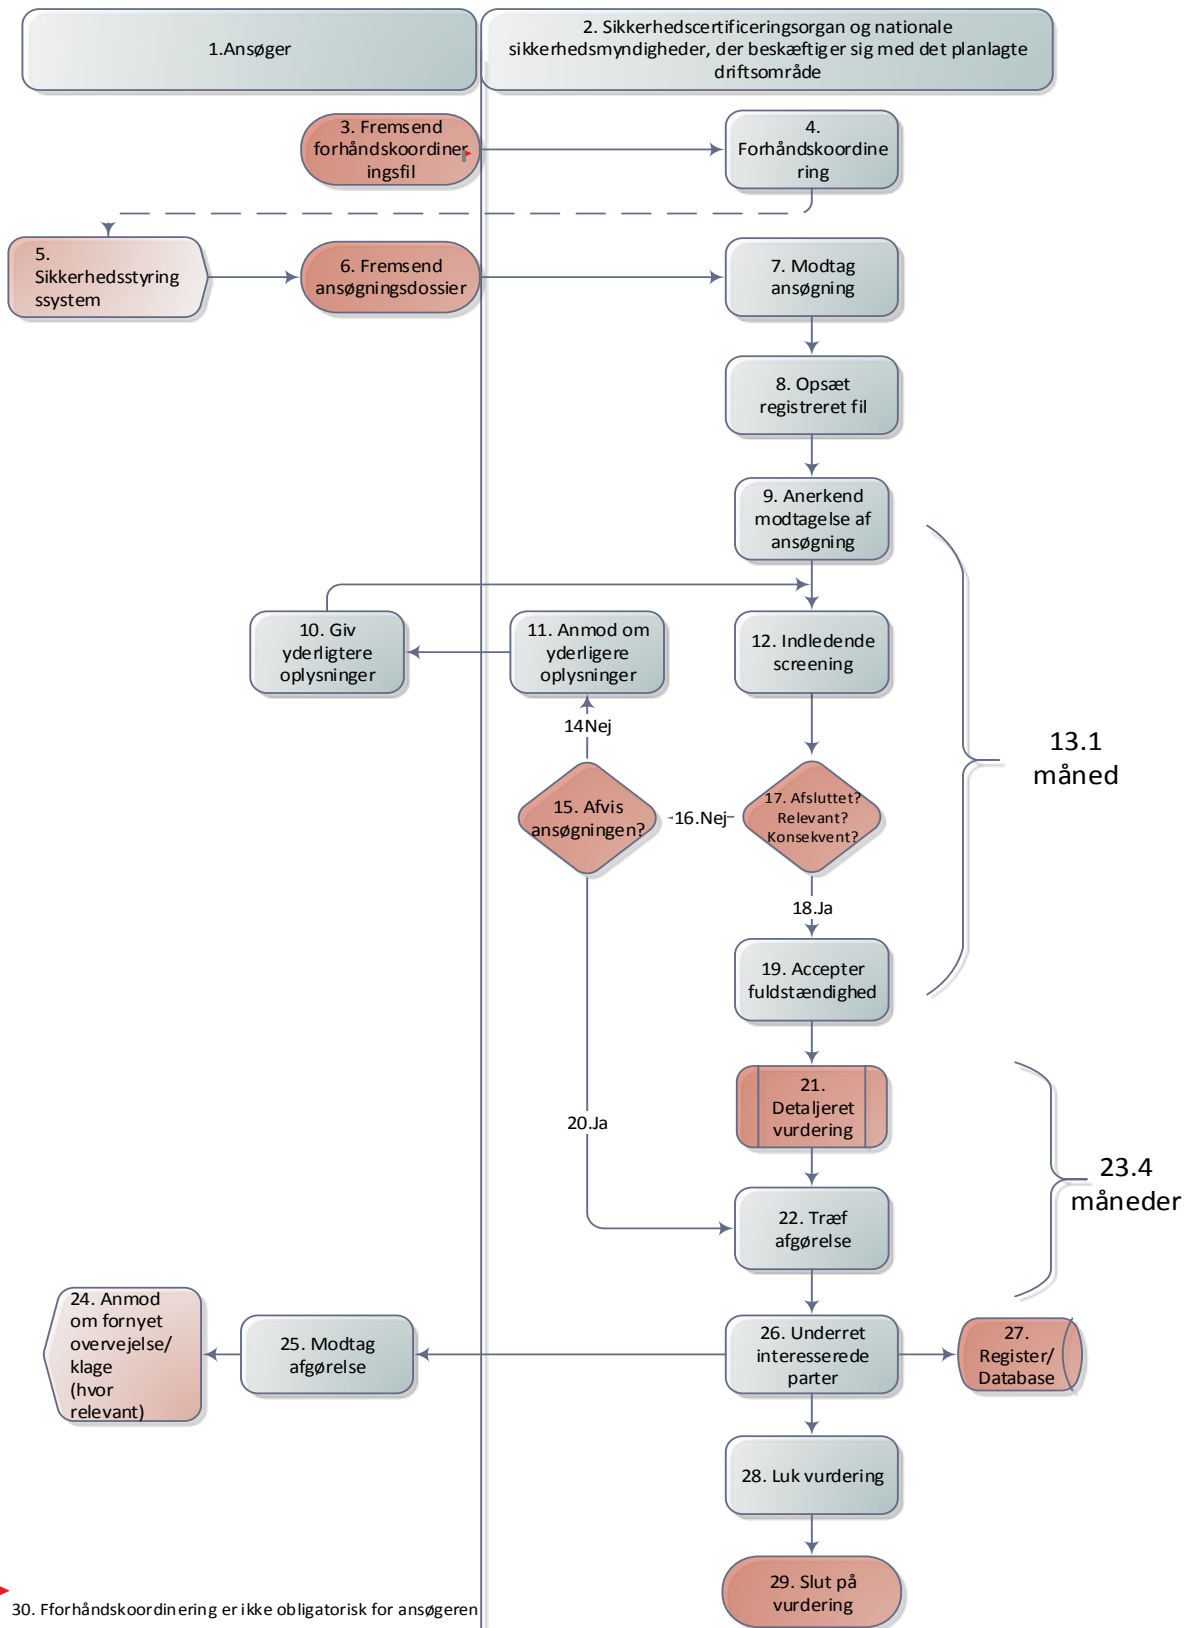 1.Ansøger
2. Sikkerhedscertificeringsorgan og nationale
sikkerhedsmyndigheder, der beskæftiger sig med det planlagte
driftsområde
3. Fremsend
forhåndskoordiner
ingsfil
4.
Forhåndskoordine
ring
5.
Sikkerhedsstyring
ssystem
6. Fremsend
ansøgningsdossier
7. Modtag
ansøgning
8. Opsæt
registreret fil
9. Anerkend
modtagelse af
ansøgning
10. Giv
yderligtere
oplysninger
11. Anmod om
yderligere
oplysninger
12. Indledende
screening
13.1
måned
14Nej
15. Afvis
ansøgningen?
16.Nej
17. Afsluttet?
Relevant?
Konsekvent?
18.Ja
19. Accepter
fuldstændighed
20.Ja
21.
Detaljeret
vurdering
22. Træf
afgørelse
23.4
måneder
24. Anmod
om fornyet
overvejelse/
klage
(hvor
relevant)
25. Modtag
afgørelse
26. Underret
interesserede
parter
27.
Register/
Database
28. Luk vurdering
29. Slut på
vurdering
30. Fforhåndskoordinering er ikke obligatorisk for ansøgeren